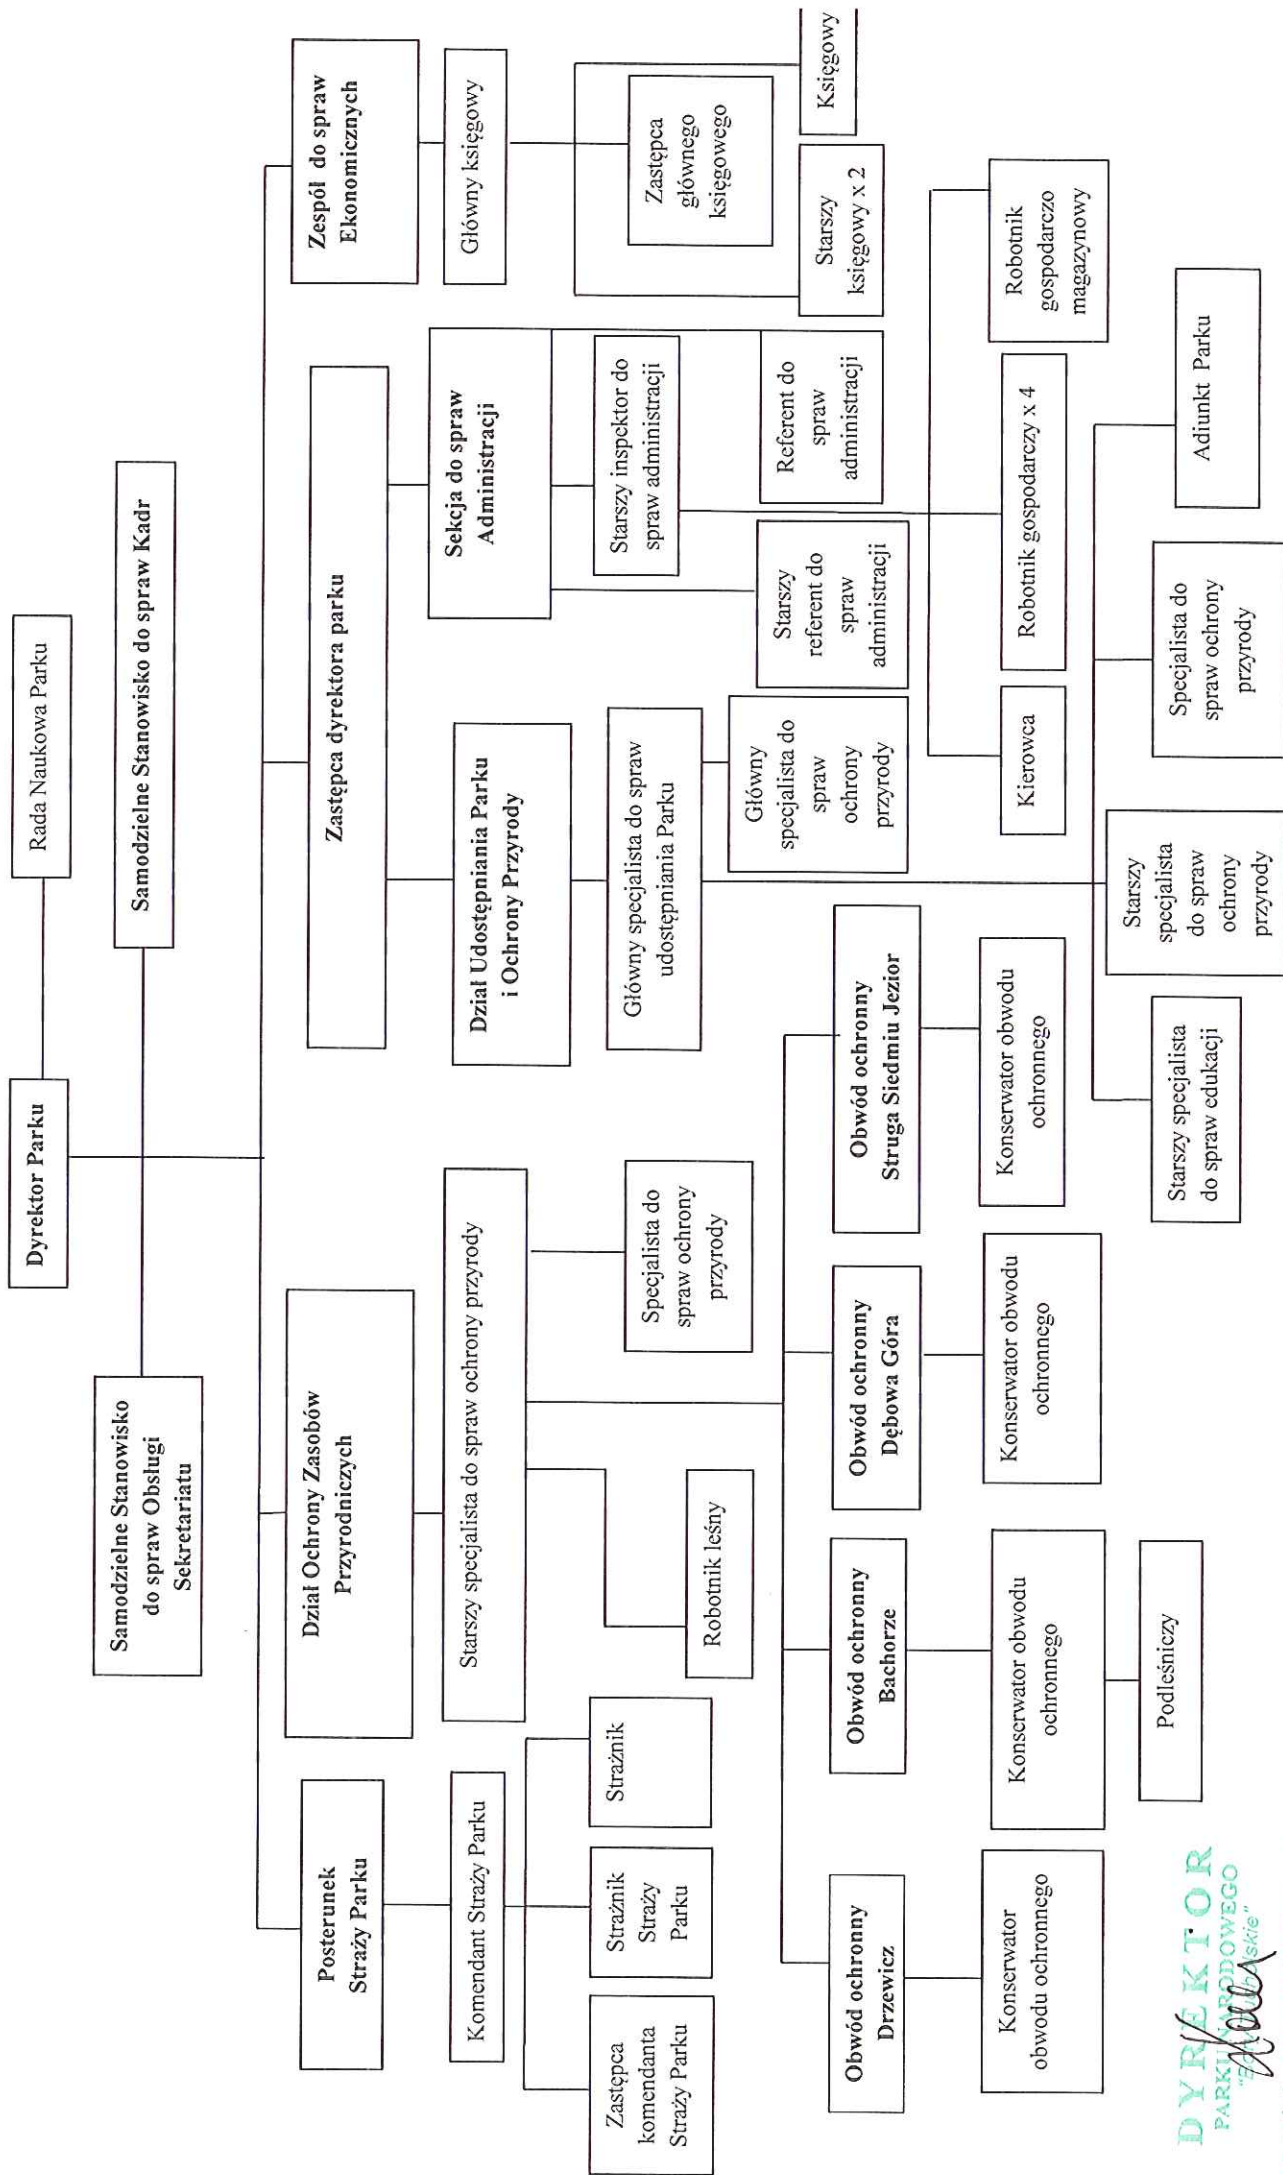 Dyrektor Parku
Rada Naukowa Parku
Samodzielne Stanowisko
do spraw Obsługi
Sekretariatu
Samodzielne Stanowisko do spraw Kadr
Posterunek
Straży Parku
Dział Ochrony Zasobów
Przyrodniczych
Zastępca dyrektora parku
Zespół do spraw
Ekonomicznych
Komendant Straży Parku
Starszy specjalista do spraw ochrony przyrody
Dział Udostępniania Parku
i Ochrony Przyrody
Sekcja do spraw
Administracji
Główny księgowy
Zastępca
komendanta
Straży Parku
Strażnik
Straży
Parku
Strażnik
Robotnik leśny
Specjalista do
spraw ochrony
przyrody
Główny specjalista do spraw
udostępniania Parku
Starszy inspektor do
spraw administracji
Zastępca
głównego
księgowego
Główny
specjalista do
spraw
ochrony
przyrody
Starszy
referent do
spraw
administracji
Referent do
spraw
administracji
Starszy
księgowy x 2
Księgowy
Obwód ochronny
Drzewicz
Obwód ochronny
Bachorze
Obwód ochronny
Dębowa Góra
Obwód ochronny
Struga Siedmiu Jezior
Konserwator
obwodu ochronnego
Konserwator obwodu
ochronnego
Konserwator obwodu
ochronnego
Konserwator obwodu
ochronnego
Kierowca
Robotnik gospodarczy x 4
Robotnik
gospodarczo
magazynowy
Podleśniczy
Starszy specjalista
do spraw edukacji
Starszy
specjalista
do spraw
ochrony
przyrody
Specjalista do
spraw ochrony
przyrody
Adiunkt Parku
DYREKTOR
PARKU NARODOWEGO